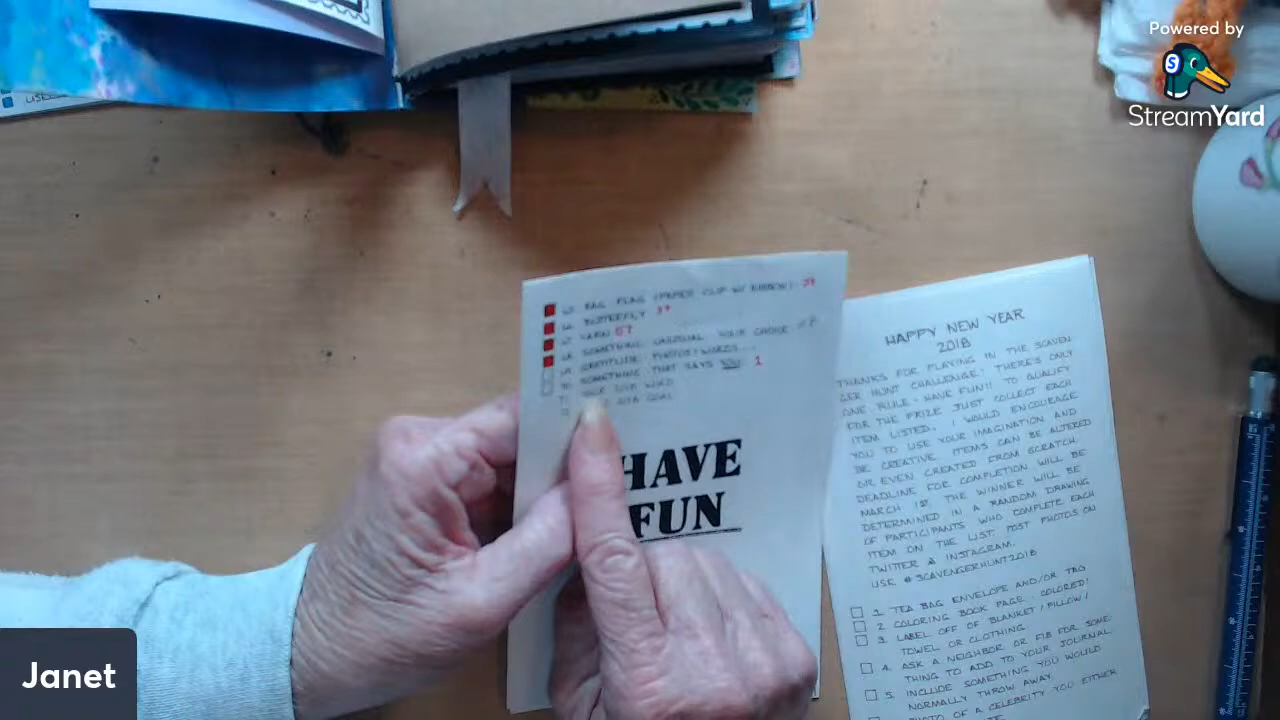 Powered by
StreamYard
BAG FLAG (PAPER CLIP W/ RIBBON)
BUTTERFLY
YARN 57
SOMETHING UNUSUAL YOUR CHOICE
GRATITUDE PHOTOS/WORDS...
SOMETHING THAT SAYS YOU 1
HAVE
FUN
HAPPY NEW YEAR
2018
THANKS FOR PLAYING IN THE SCAVEN
GER HUNT CHALLENGE! THERE'S ONLY
ONE RULE - HAVE FUN!! TO QUALIFY
FOR THE PRIZE JUST COLLECT EACH
ITEM LISTED. I WOULD ENCOURAGE
YOU TO USE YOUR IMAGINATION AND
BE CREATIVE. ITEMS CAN BE ALTERED
OR EVEN CREATED FROM SCRATCH.
DEADLINE FOR COMPLETION WILL BE
MARCH 1ST. THE WINNER WILL BE
DETERMINED IN A RANDOM DRAWING
OF PARTICIPANTS WHO COMPLETE EACH
ITEM ON THE LIST. POST PHOTOS ON
TWITTER & INSTAGRAM.
USE #SCAVENGERHUNT2018
1. TEA BAG ENVELOPE AND/OR TAG
2. COLORING BOOK PAGE - COLORED!
3. LABEL OFF OF BLANKET/PILLOW/
TOWEL OR CLOTHING
4. ASK A NEIGHBOR OR FIB FOR SOME
THING TO ADD TO YOUR JOURNAL
5. INCLUDE SOMETHING YOU WOULD
NORMALLY THROW AWAY
PHOTO OF A CELEBRITY YOU EITHER
Janet